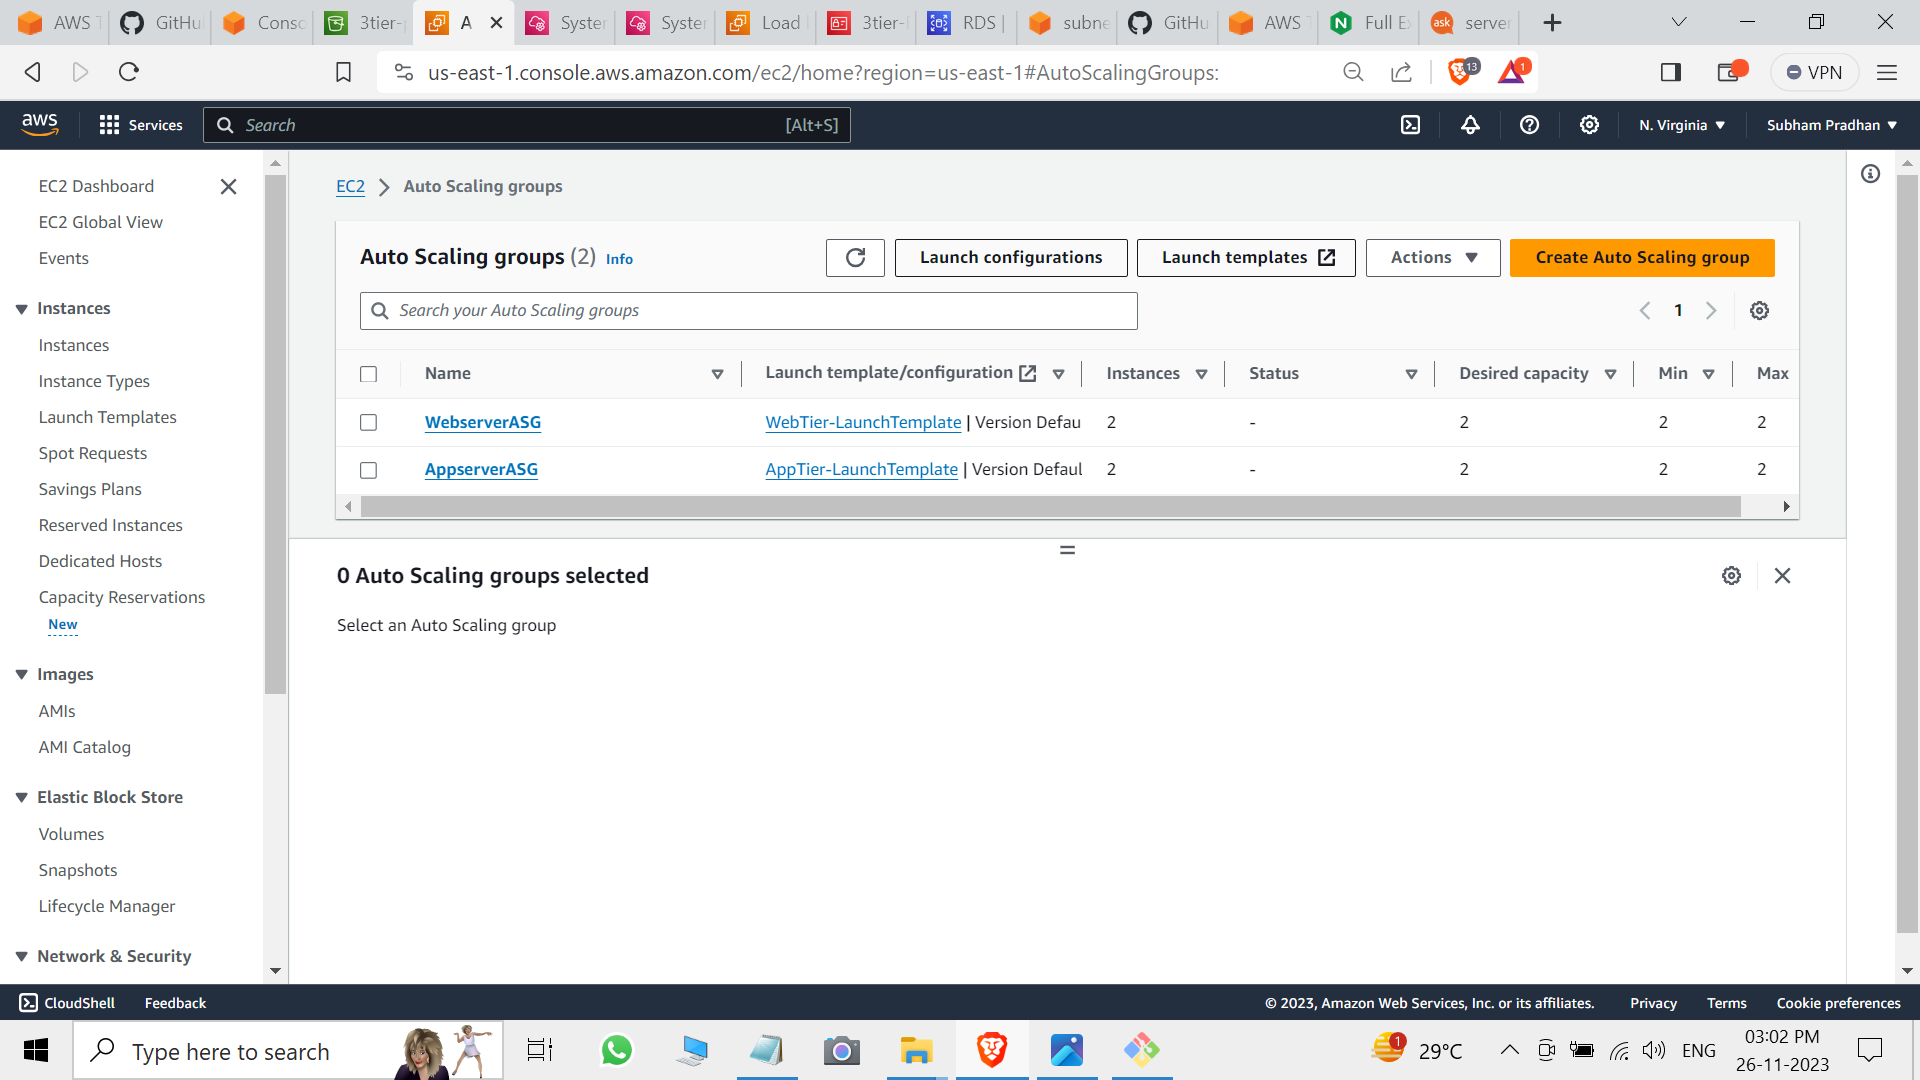 AWS T
GitHu
Conso
3tier-p
A
System
System
Load
3tier-
RDS |
subne
GitHu
AWS T
Full Ex
ask
server
us-east-1.console.aws.amazon.com/ec2/home?region=us-east-1#AutoScalingGroups:
13
1
VPN
aws
Services
Search
[Alt+S]
N. Virginia
Subham Pradhan
EC2 Dashboard
EC2 Global View
Events
Instances
Instances
Instance Types
Launch Templates
Spot Requests
Savings Plans
Reserved Instances
Dedicated Hosts
Capacity Reservations
New
Images
AMIs
AMI Catalog
Elastic Block Store
Volumes
Snapshots
Lifecycle Manager
Network & Security
EC2 > Auto Scaling groups
Auto Scaling groups (2) Info
Launch configurations
Launch templates
Actions
Create Auto Scaling group
Search your Auto Scaling groups
1
Name Launch template/configuration Instances Status Desired capacity Min Max
WebserverASG WebTier-LaunchTemplate | Version Defau 2 - 2 2 2
AppserverASG AppTier-LaunchTemplate | Version Defaul 2 - 2 2 2
0 Auto Scaling groups selected
Select an Auto Scaling group
CloudShell
Feedback
© 2023, Amazon Web Services, Inc. or its affiliates.
Privacy
Terms
Cookie preferences
Type here to search
1
29°C
ENG
03:02 PM
26-11-2023